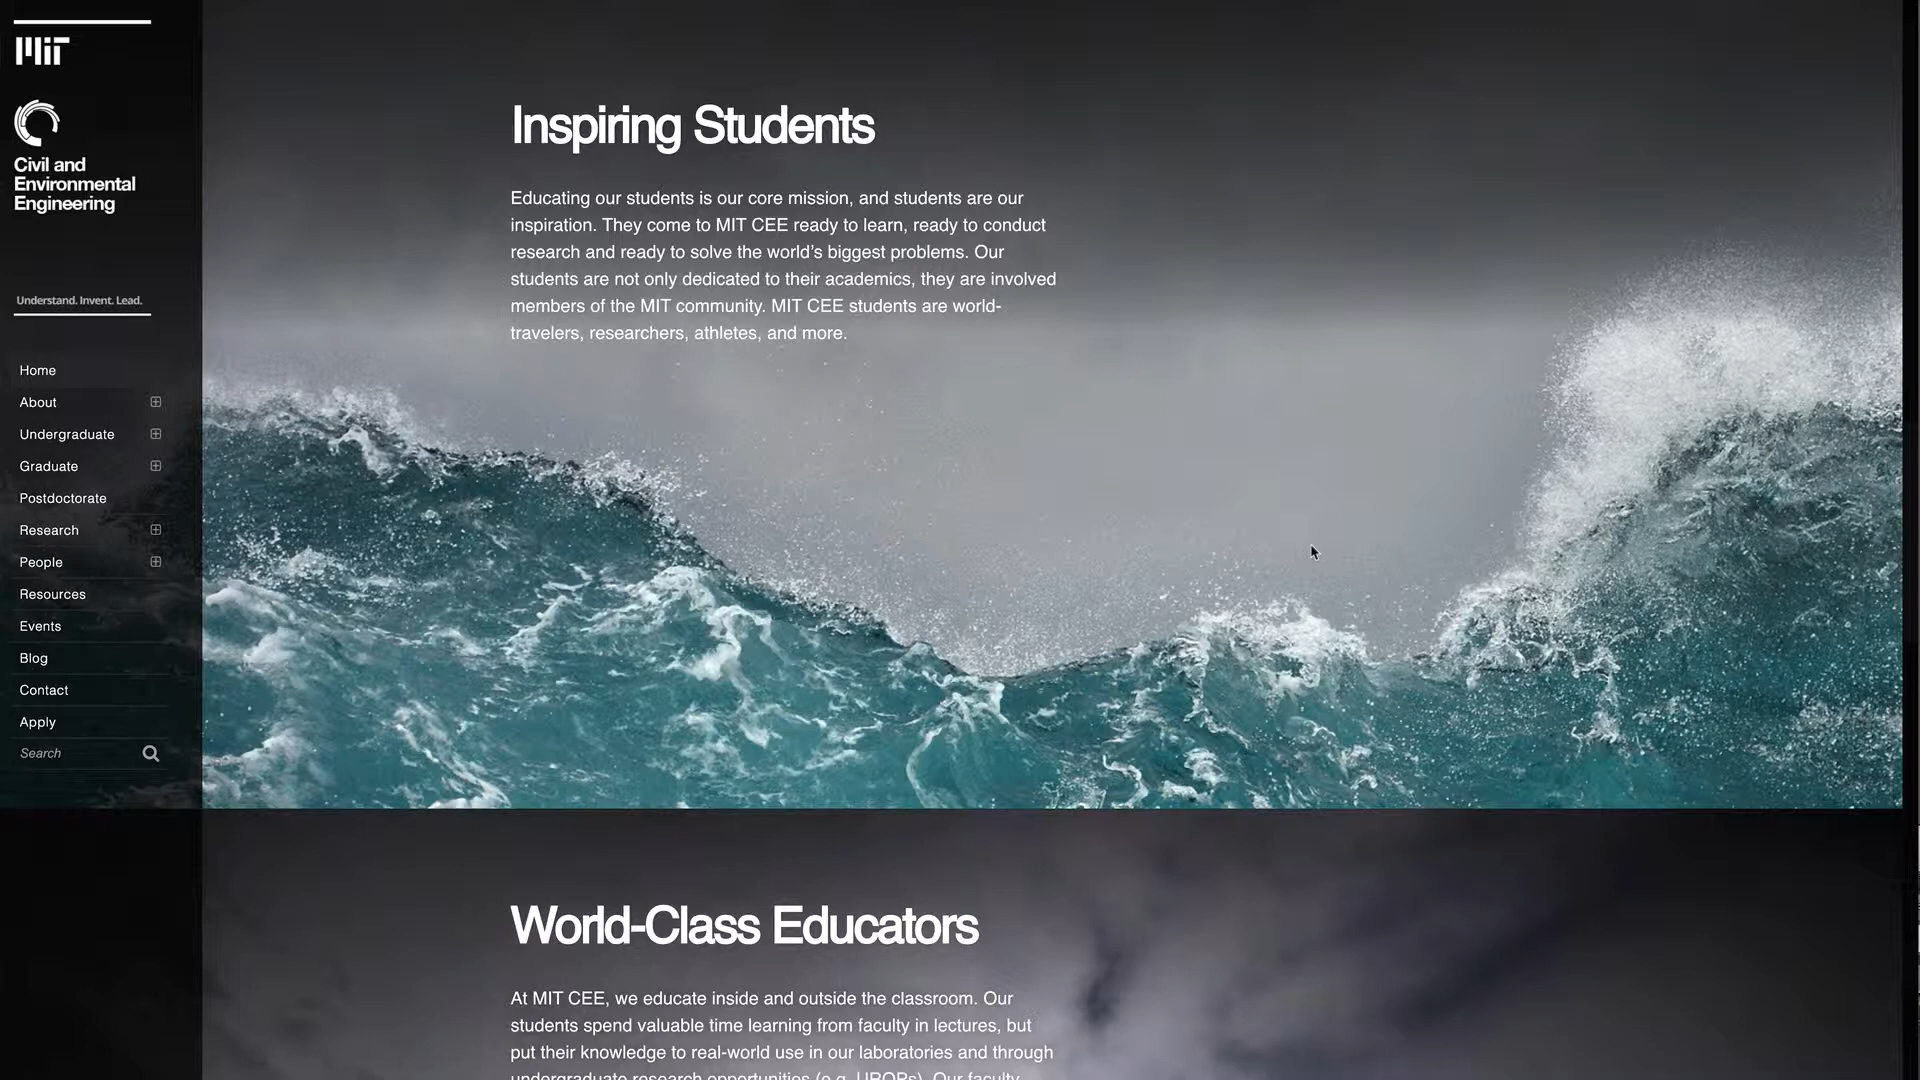 MIT
Civil and
Environmental
Engineering
Understand. Invent. Lead.
Home
About
Undergraduate
Graduate
Postdoctorate
Research
People
Resources
Events
Blog
Contact
Apply
Search
Inspiring Students
Educating our students is our core mission, and students are our
inspiration. They come to MIT CEE ready to learn, ready to conduct
research and ready to solve the world’s biggest problems. Our
students are not only dedicated to their academics, they are involved
members of the MIT community. MIT CEE students are world-
travelers, researchers, athletes, and more.
World-Class Educators
At MIT CEE, we educate inside and outside the classroom. Our
students spend valuable time learning from faculty in lectures, but
put their knowledge to real-world use in our laboratories and through
undergraduate research opportunities (e.g. UROPs). Our faculty